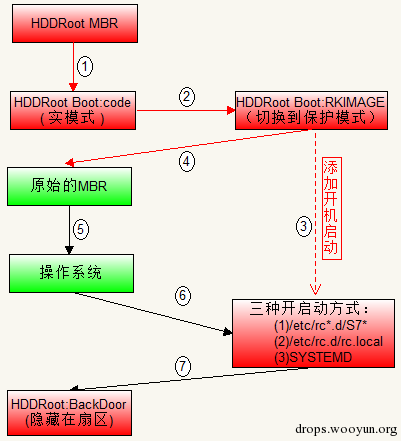 HDDRoot MBR
①
HDDRoot Boot:code
(实模式 )
②
HDDRoot Boot:RKIMAGE
（切换到保护模式）
④
③
添加开机启动
原始的MBR
⑤
操作系统
⑥
三种开启动方式：
(1)/etc/rc*.d/S7*
(2)/etc/rc.d/rc.local
(3)SYSTEMD
⑦
HDDRoot:BackDoor
(隐藏在扇区)
drops.wooyun.org